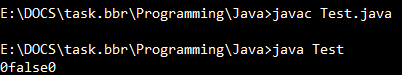 E:\DOCS\task.bbr\Programming\Java>javac Test.java
E:\DOCS\task.bbr\Programming\Java>java Test
0false0